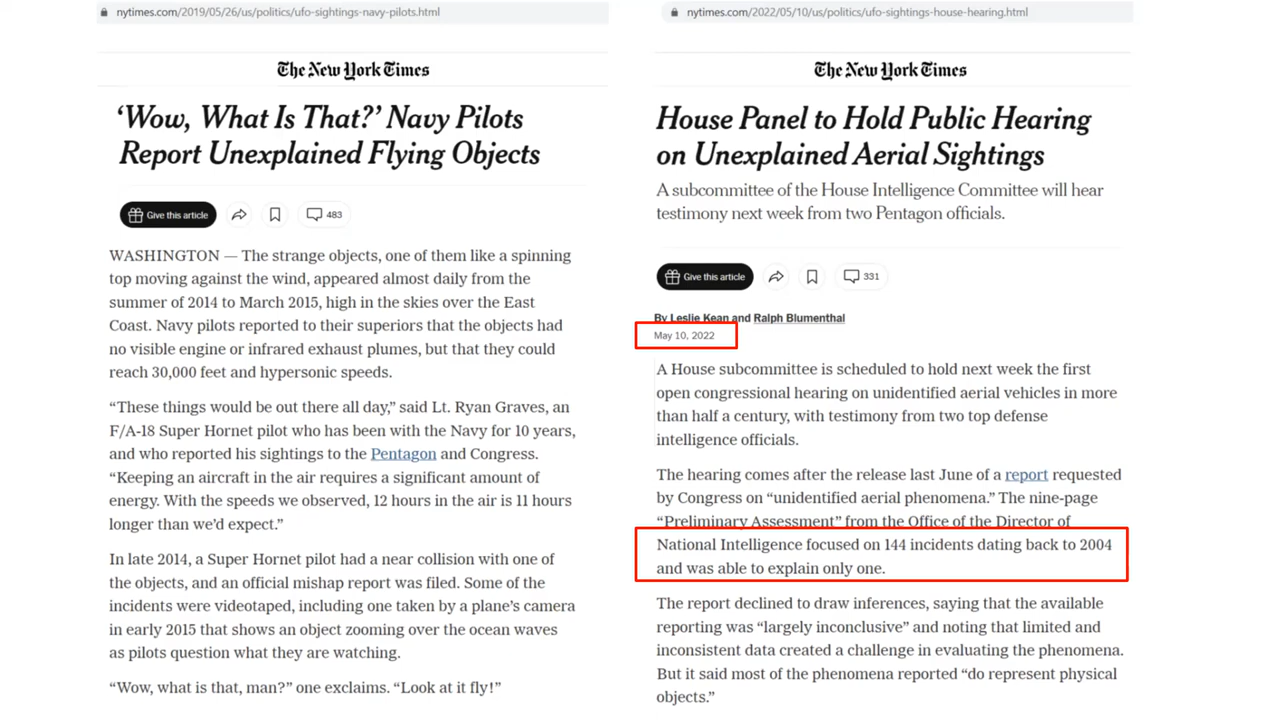 nytimes.com/2019/05/26/us/politics/ufo-sightings-navy-pilots.html
The New York Times
‘Wow, What Is That?’ Navy Pilots
Report Unexplained Flying Objects
Give this article
483
WASHINGTON — The strange objects, one of them like a spinning
top moving against the wind, appeared almost daily from the
summer of 2014 to March 2015, high in the skies over the East
Coast. Navy pilots reported to their superiors that the objects had
no visible engine or infrared exhaust plumes, but that they could
reach 30,000 feet and hypersonic speeds.
“These things would be out there all day,” said Lt. Ryan Graves, an
F/A-18 Super Hornet pilot who has been with the Navy for 10 years,
and who reported his sightings to the Pentagon and Congress.
“Keeping an aircraft in the air requires a significant amount of
energy. With the speeds we observed, 12 hours in the air is 11 hours
longer than we’d expect.”
In late 2014, a Super Hornet pilot had a near collision with one of
the objects, and an official mishap report was filed. Some of the
incidents were videotaped, including one taken by a plane’s camera
in early 2015 that shows an object zooming over the ocean waves
as pilots question what they are watching.
“Wow, what is that, man?” one exclaims. “Look at it fly!”
nytimes.com/2022/05/10/us/politics/ufo-sightings-house-hearing.html
The New York Times
House Panel to Hold Public Hearing
on Unexplained Aerial Sightings
A subcommittee of the House Intelligence Committee will hear
testimony next week from two Pentagon officials.
Give this article
331
By Leslie Kean and Ralph Blumenthal
May 10, 2022
A House subcommittee is scheduled to hold next week the first
open congressional hearing on unidentified aerial vehicles in more
than half a century, with testimony from two top defense
intelligence officials.
The hearing comes after the release last June of a report requested
by Congress on “unidentified aerial phenomena.” The nine-page
“Preliminary Assessment” from the Office of the Director of
National Intelligence focused on 144 incidents dating back to 2004
and was able to explain only one.
The report declined to draw inferences, saying that the available
reporting was “largely inconclusive” and noting that limited and
inconsistent data created a challenge in evaluating the phenomena.
But it said most of the phenomena reported “do represent physical
objects.”